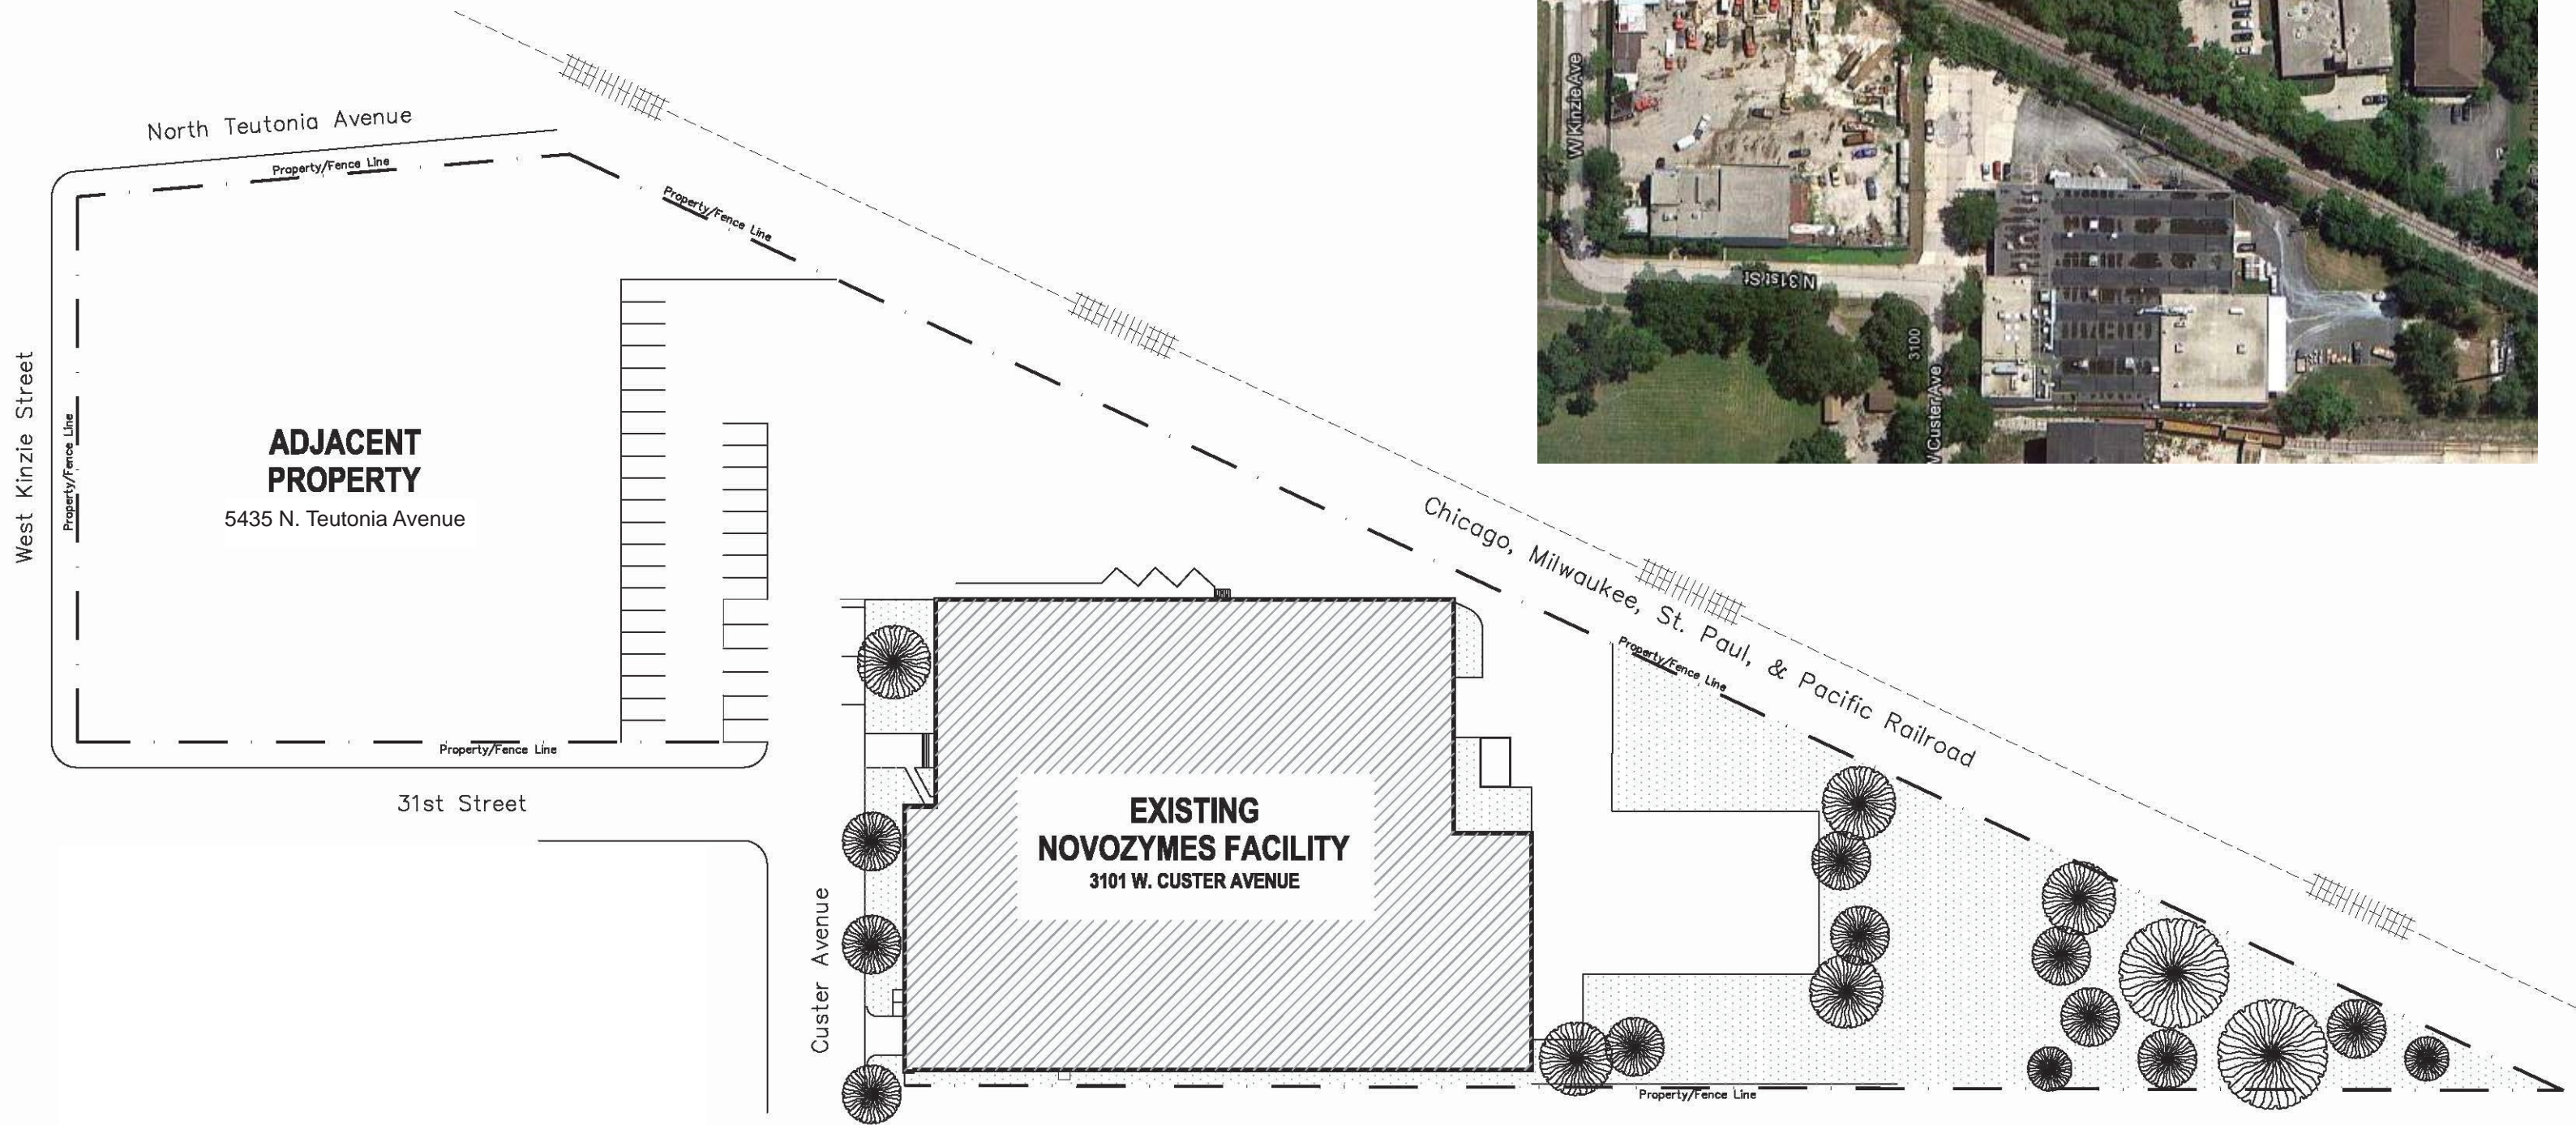 North Teutonia Avenue
Property/Fence Line
Property/Fence Line
West Kinzie Street
Property/Fence Line
ADJACENT
PROPERTY
5435 N. Teutonia Avenue
Property/Fence Line
31st Street
Chicago, Milwaukee, St. Paul, & Pacific Railroad
Property/Fence Line
EXISTING
NOVOZYMES FACILITY
3101 W. CUSTER AVENUE
Custer Avenue
Property/Fence Line
W Kinzie Ave
N 31st St
3100
W Custer Ave